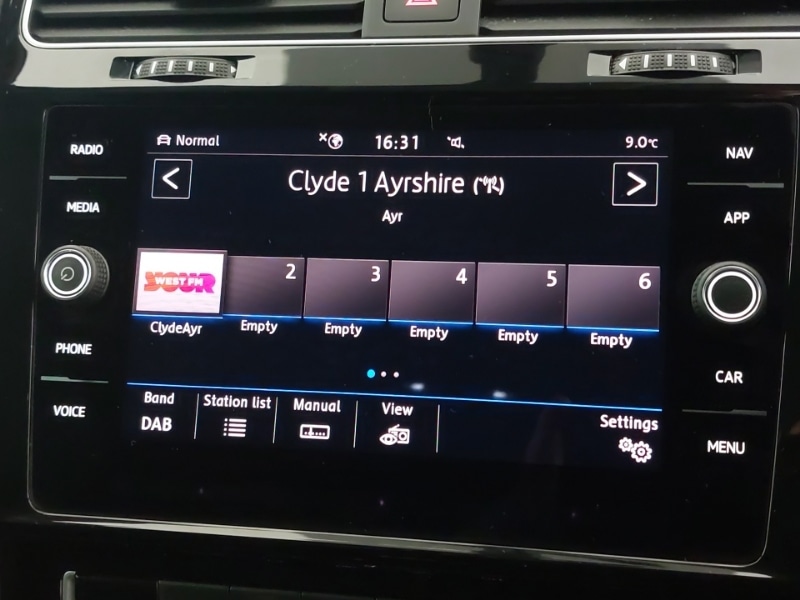 RADIO
MEDIA
PHONE
VOICE
Normal
16:31
9.0°C
Clyde 1 Ayrshire
Ayr
YOUR
WEST FM
2
3
4
5
6
ClydeAyr
Empty
Empty
Empty
Empty
Empty
Band
DAB
Station list
Manual
View
Settings
NAV
APP
CAR
MENU